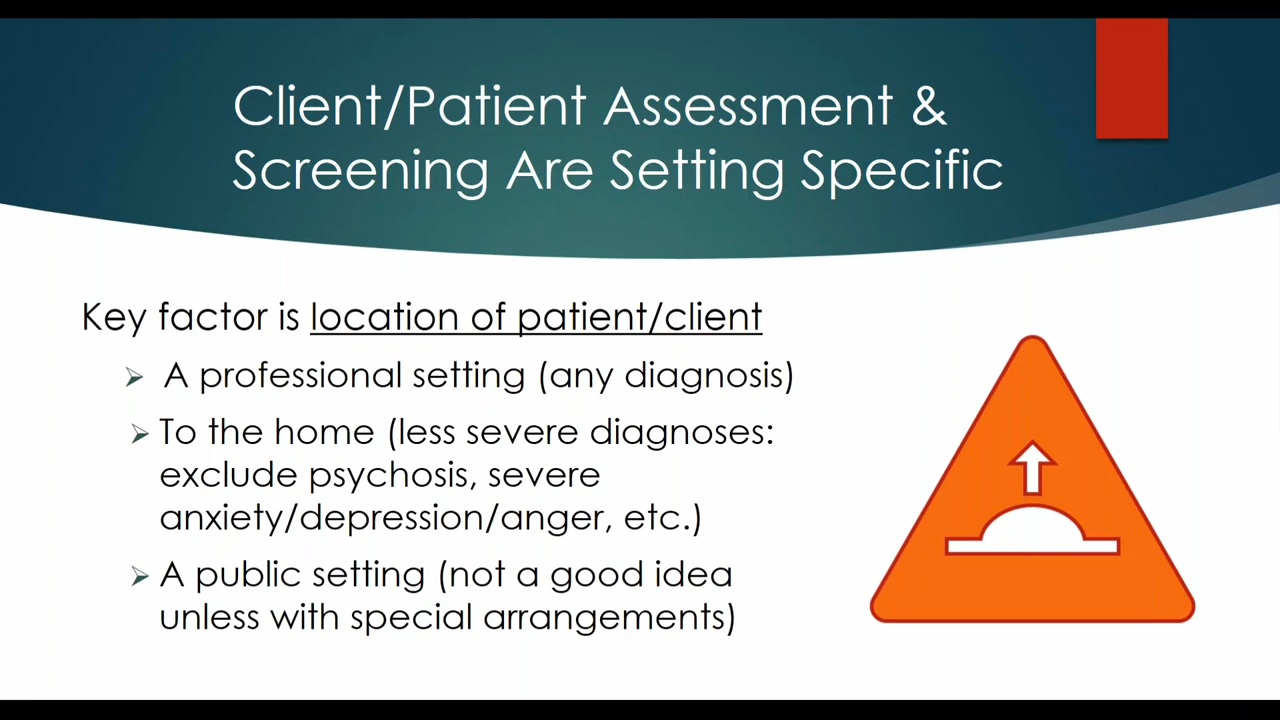 Client/Patient Assessment &
Screening Are Setting Specific
Key factor is location of patient/client
A professional setting (any diagnosis)
To the home (less severe diagnoses:
exclude psychosis, severe
anxiety/depression/anger, etc.)
A public setting (not a good idea
unless with special arrangements)